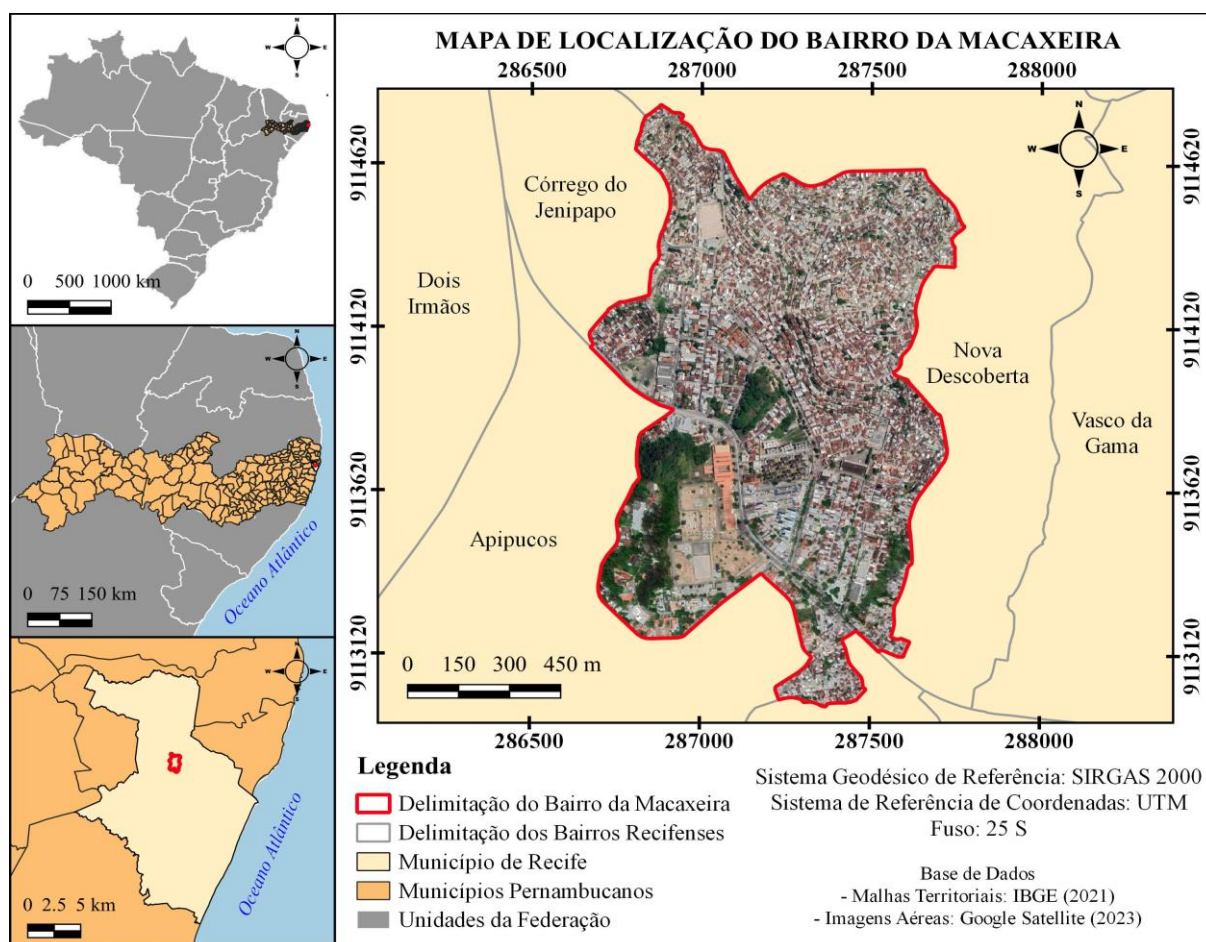 N
W E
S
0 500 1000 km
N
W E
S
Oceano Atlântico
0 75 150 km
N
W E
S
Oceano Atlântico
0 2.5 5 km
MAPA DE LOCALIZAÇÃO DO BAIRRO DA MACAXEIRA
286500 287000 287500 288000
N
W E
S
9114620 9114620
Córrego do
Jenipapo
Dois
Irmãos
9114120 9114120
Nova
Descoberta
Vasco da
Gama
9113620 9113620
Apipucos
9113120 9113120
0 150 300 450 m
286500 287000 287500 288000
Legenda
Delimitação do Bairro da Macaxeira
Delimitação dos Bairros Recifenses
Município de Recife
Municípios Pernambucanos
Unidades da Federação
Sistema Geodésico de Referência: SIRGAS 2000
Sistema de Referência de Coordenadas: UTM
Fuso: 25 S
Base de Dados
- Malhas Territoriais: IBGE (2021)
- Imagens Aéreas: Google Satellite (2023)